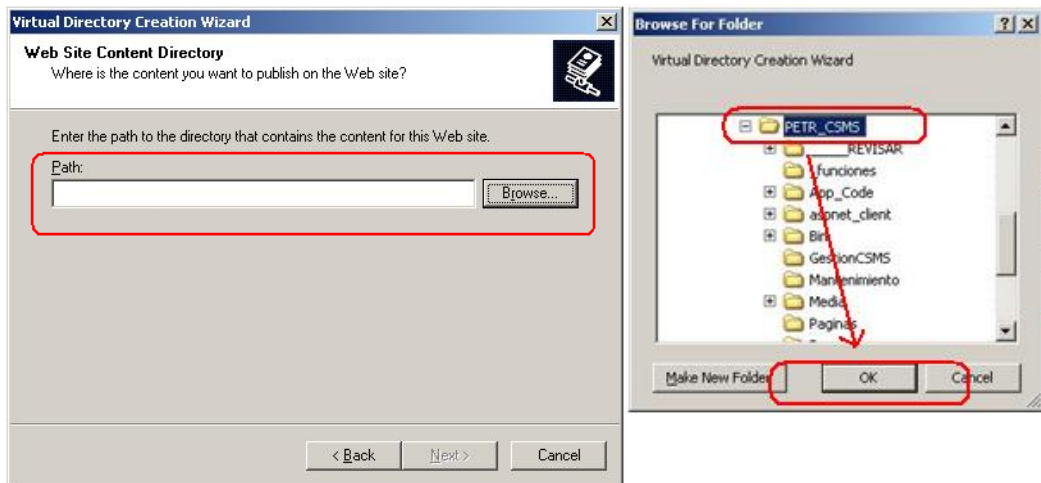 Virtual Directory Creation Wizard
Web Site Content Directory
Where is the content you want to publish on the Web site?
Enter the path to the directory that contains the content for this Web site.
Path:
Browse...
< Back
Next >
Cancel
Browse For Folder
Virtual Directory Creation Wizard
PETR_CSMS
_____REVISAR
_funciones
App_Code
aspnet_client
Bin
GestionCSMS
Mantenimiento
Media
Paginas
Make New Folder
OK
Cancel